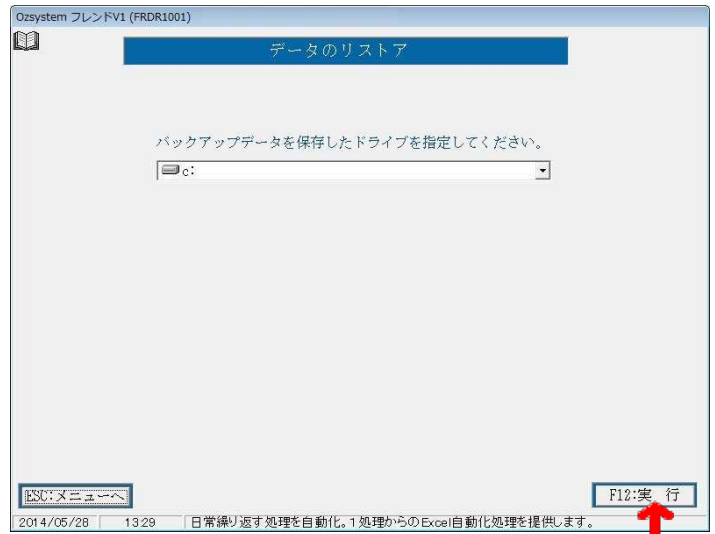 Ozsystem フレンドV1 (FRDR1001)
データのリストア
バックアップデータを保存したドライブを指定してください。
c:
ESC:メニューへ
F12:実　行
2014/05/28 13:29 日常繰り返す処理を自動化。1処理からのExcel自動化処理を提供します。